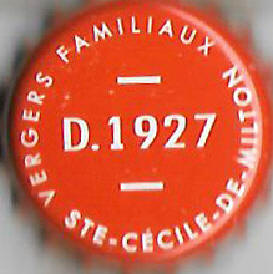 VERGERS FAMILIAUX
D.1927
STE-CÉCILE-DE-MILTON